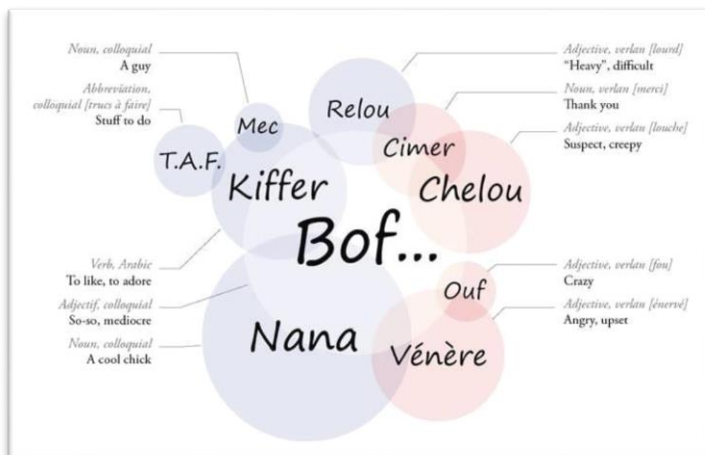 Noun, colloquial
A guy
Abbreviation,
colloquial [trucs à faire]
Stuff to do
Verb, Arabic
To like, to adore
Adjectif, colloquial
So-so, mediocre
Noun, colloquial
A cool chick
Mec
T.A.F.
Kiffer
Relou
Cimer
Chelou
Bof...
Ouf
Nana
Vénère
Adjective, verlan [lourd]
“Heavy”, difficult
Noun, verlan [merci]
Thank you
Adjective, verlan [louche]
Suspect, creepy
Adjective, verlan [fou]
Crazy
Adjective, verlan [énervé]
Angry, upset